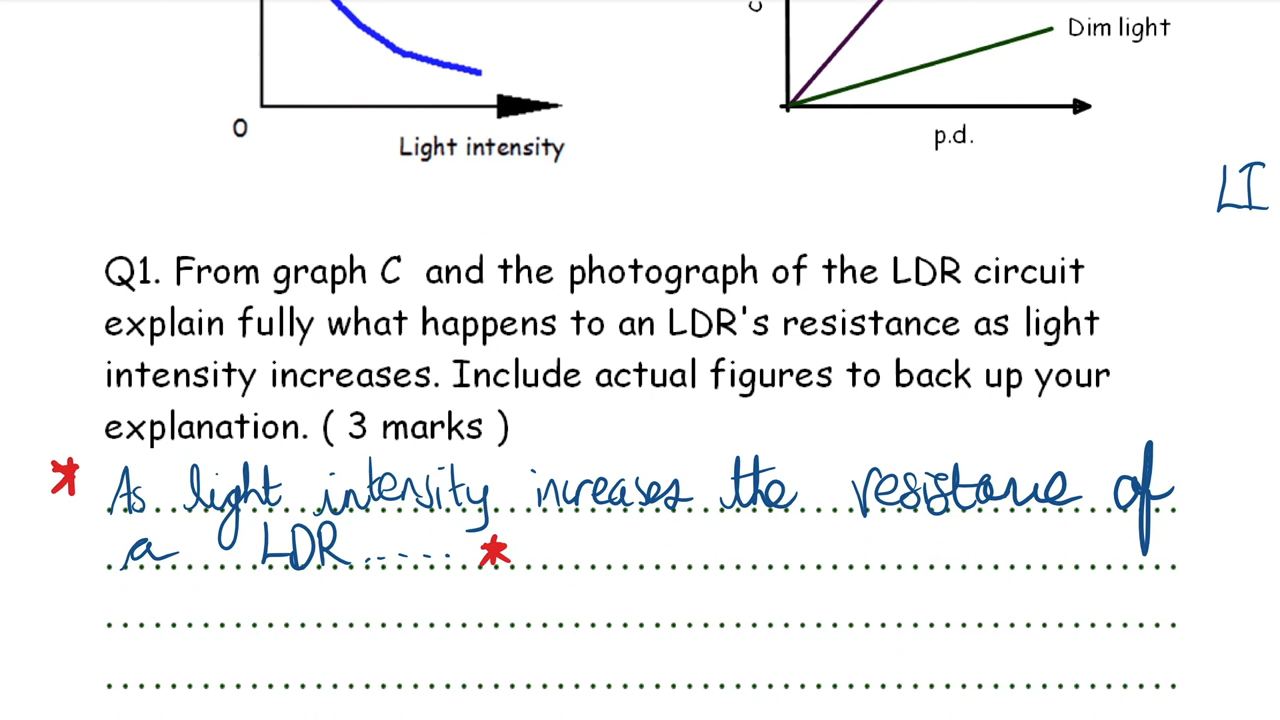 Dim light
0
Light intensity
p.d.
LI
Q1. From graph C and the photograph of the LDR circuit
explain fully what happens to an LDR's resistance as light
intensity increases. Include actual figures to back up your
explanation. ( 3 marks )
* As light intensity increases the resistance of
a LDR..... *